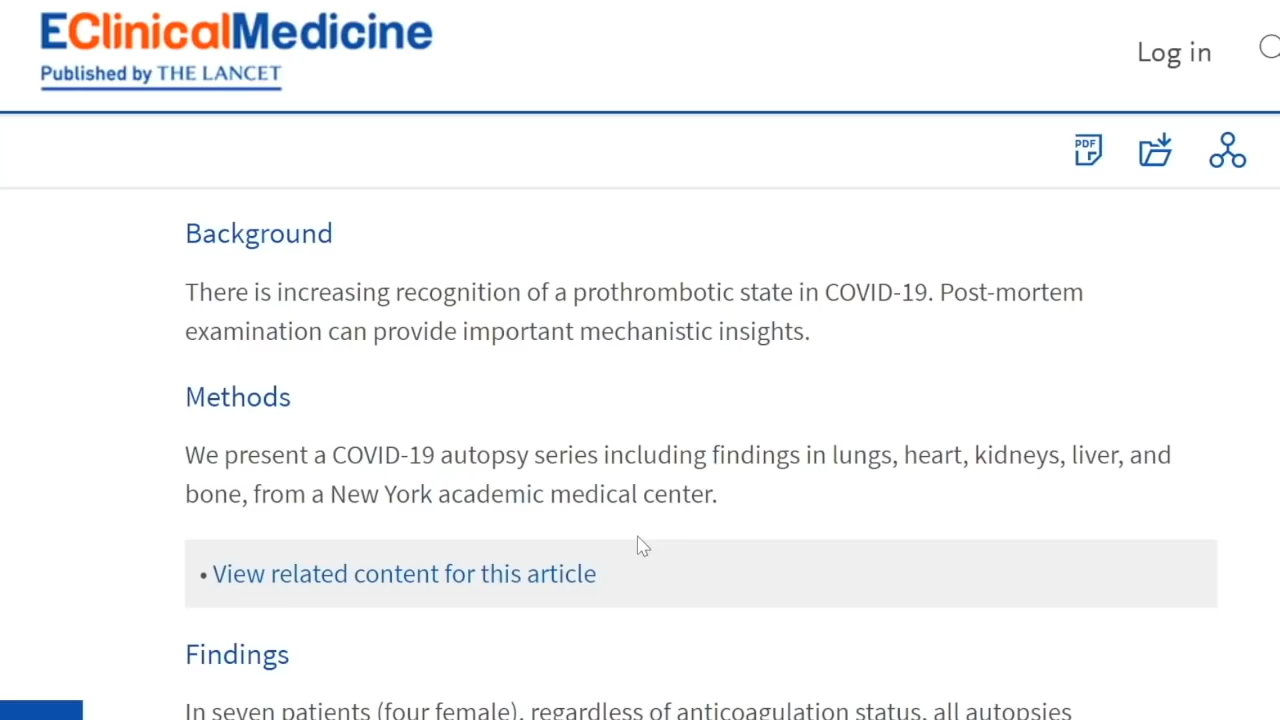 EClinicalMedicine
Published by THE LANCET
Log in
PDF
Background
There is increasing recognition of a prothrombotic state in COVID-19. Post-mortem
examination can provide important mechanistic insights.
Methods
We present a COVID-19 autopsy series including findings in lungs, heart, kidneys, liver, and
bone, from a New York academic medical center.
• View related content for this article
Findings
In seven patients (four female), regardless of anticoagulation status, all autopsies